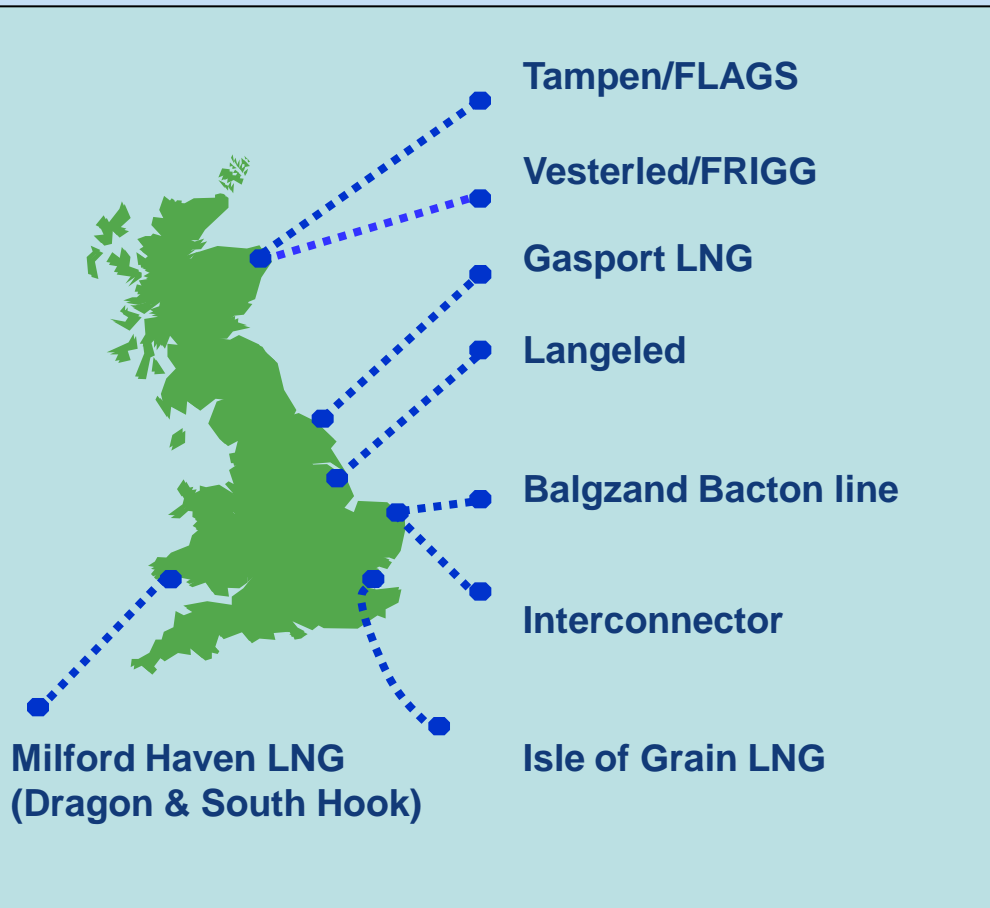 Tampen/FLAGS
Vesterled/FRIGG
Gasport LNG
Langeled
Balgzand Bacton line
Interconnector
Milford Haven LNG
(Dragon & South Hook)
Isle of Grain LNG